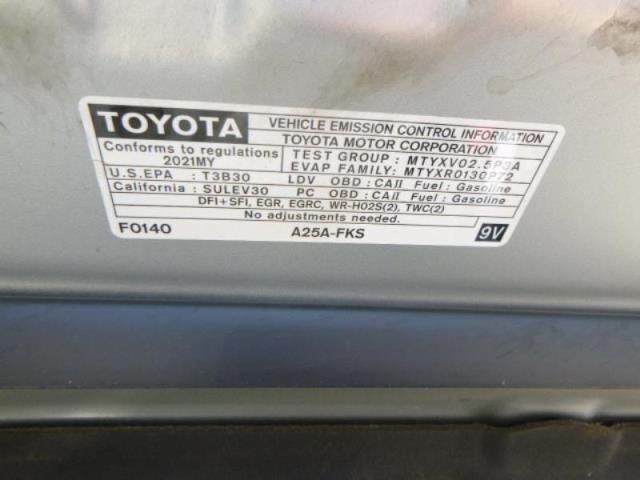 TOYOTA
VEHICLE EMISSION CONTROL INFORMATION
TOYOTA MOTOR CORPORATION
Conforms to regulations
2021MY
TEST GROUP : MTYXV02.5P3A
EVAP FAMILY: MTYXR0130P72
U.S.EPA : T3B30 LDV OBD : CAII Fuel : Gasoline
California : SULEV30 PC OBD : CAII Fuel : Gasoline
DFI+SFI, EGR, EGRC, WR-HO2S(2), TWC(2)
No adjustments needed.
F0140 A25A-FKS 9V